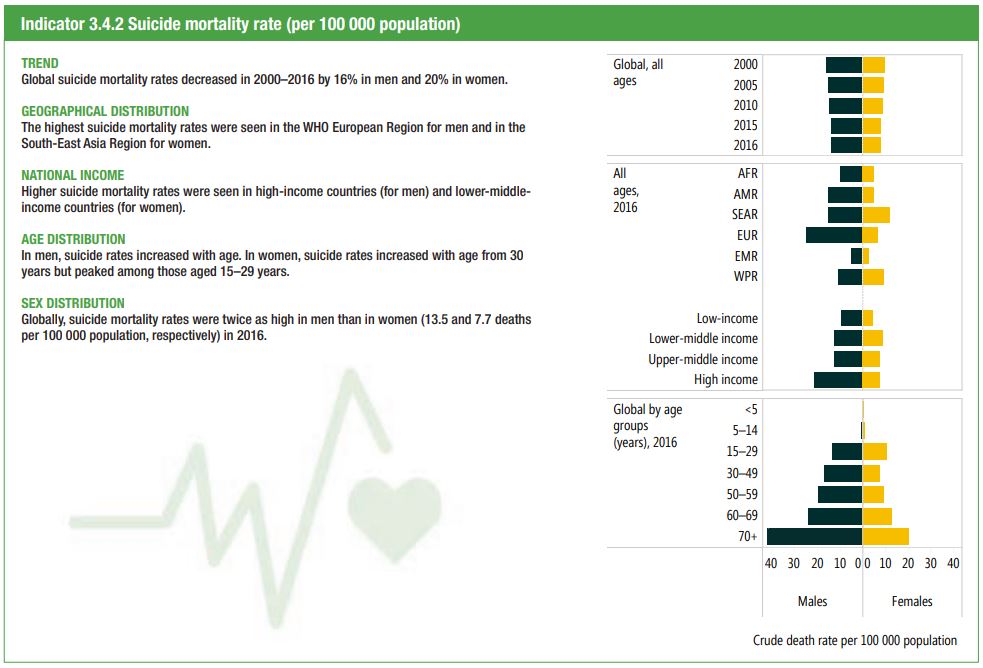 Indicator 3.4.2 Suicide mortality rate (per 100 000 population)
TREND
Global suicide mortality rates decreased in 2000–2016 by 16% in men and 20% in women.
GEOGRAPHICAL DISTRIBUTION
The highest suicide mortality rates were seen in the WHO European Region for men and in the
South-East Asia Region for women.
NATIONAL INCOME
Higher suicide mortality rates were seen in high-income countries (for men) and lower-middle-
income countries (for women).
AGE DISTRIBUTION
In men, suicide rates increased with age. In women, suicide rates increased with age from 30
years but peaked among those aged 15–29 years.
SEX DISTRIBUTION
Globally, suicide mortality rates were twice as high in men than in women (13.5 and 7.7 deaths
per 100 000 population, respectively) in 2016.
Global, all
ages
2000
2005
2010
2015
2016
All
ages,
2016
AFR
AMR
SEAR
EUR
EMR
WPR
Low-income
Lower-middle income
Upper-middle income
High income
Global by age
groups
(years), 2016
<5
5–14
15–29
30–49
50–59
60–69
70+
40 30 20 10 0 0 10 20 30 40
Males Females
Crude death rate per 100 000 population